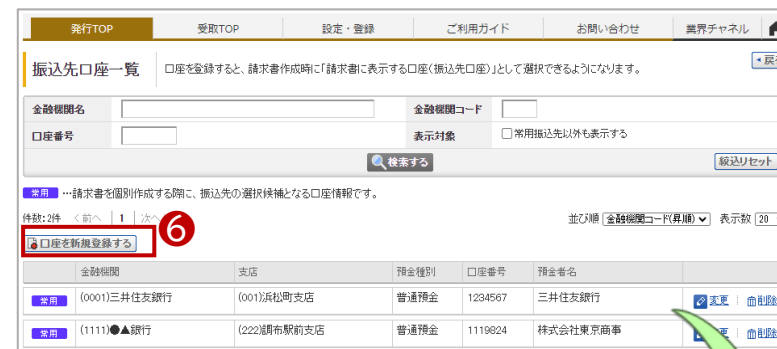 発行TOP 受取TOP 設定・登録 ご利用ガイド お問い合わせ 業界チャネル
振込先口座一覧 口座を登録すると、請求書作成時に「請求書に表示する口座(振込先口座)」として選択できるようになります。
金融機関名 金融機関コード
口座番号 表示対象 常用振込先以外も表示する
検索する 絞込リセット
常用 …請求書を個別作成する際に、振込先の選択候補となる口座情報です。
件数:2件 <前へ 1 次へ 並び順 金融機関コード(昇順) 表示数 20
6
口座を新規登録する
金融機関 支店 預金種別 口座番号 預金者名
常用 (0001)三井住友銀行 (001)浜松町支店 普通預金 1234567 三井住友銀行 変更 削除
常用 (1111)●▲銀行 (222)調布駅前支店 普通預金 1119824 株式会社東京商事 削除